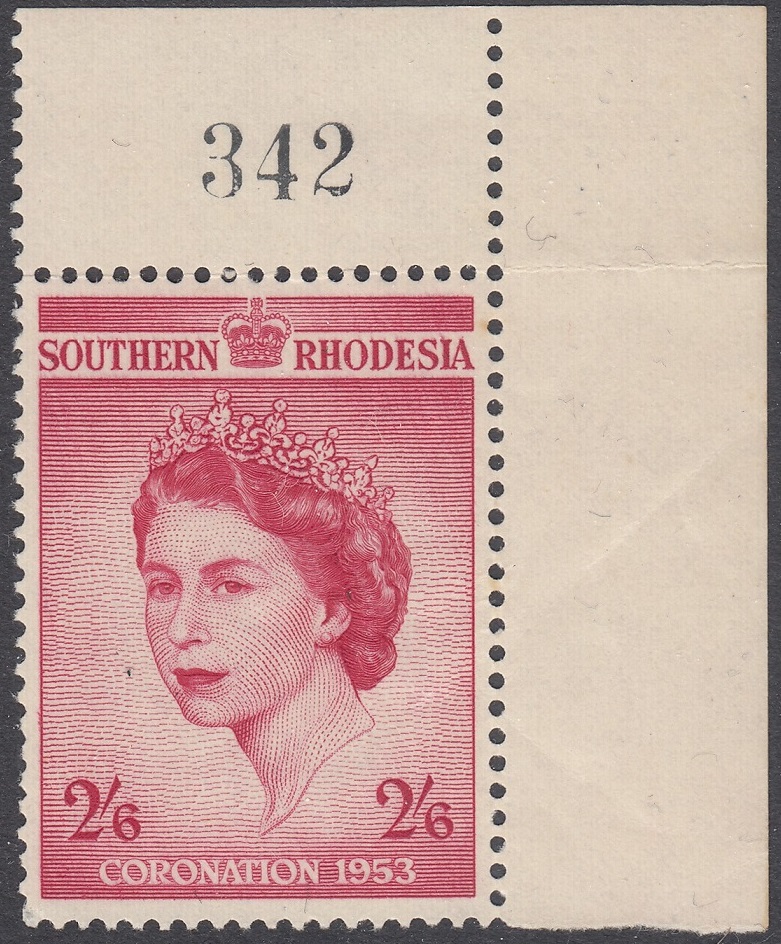 342
SOUTHERN RHODESIA
2/6 2/6
CORONATION 1953